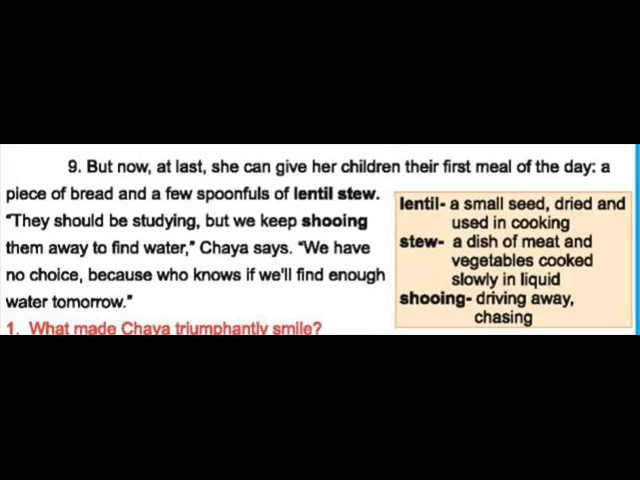 9. But now, at last, she can give her children their first meal of the day: a
piece of bread and a few spoonfuls of lentil stew.
"They should be studying, but we keep shooing
them away to find water," Chaya says. "We have
no choice, because who knows if we'll find enough
water tomorrow."
lentil- a small seed, dried and
used in cooking
stew- a dish of meat and
vegetables cooked
slowly in liquid
shooing- driving away,
chasing
1. What made Chaya triumphantly smile?